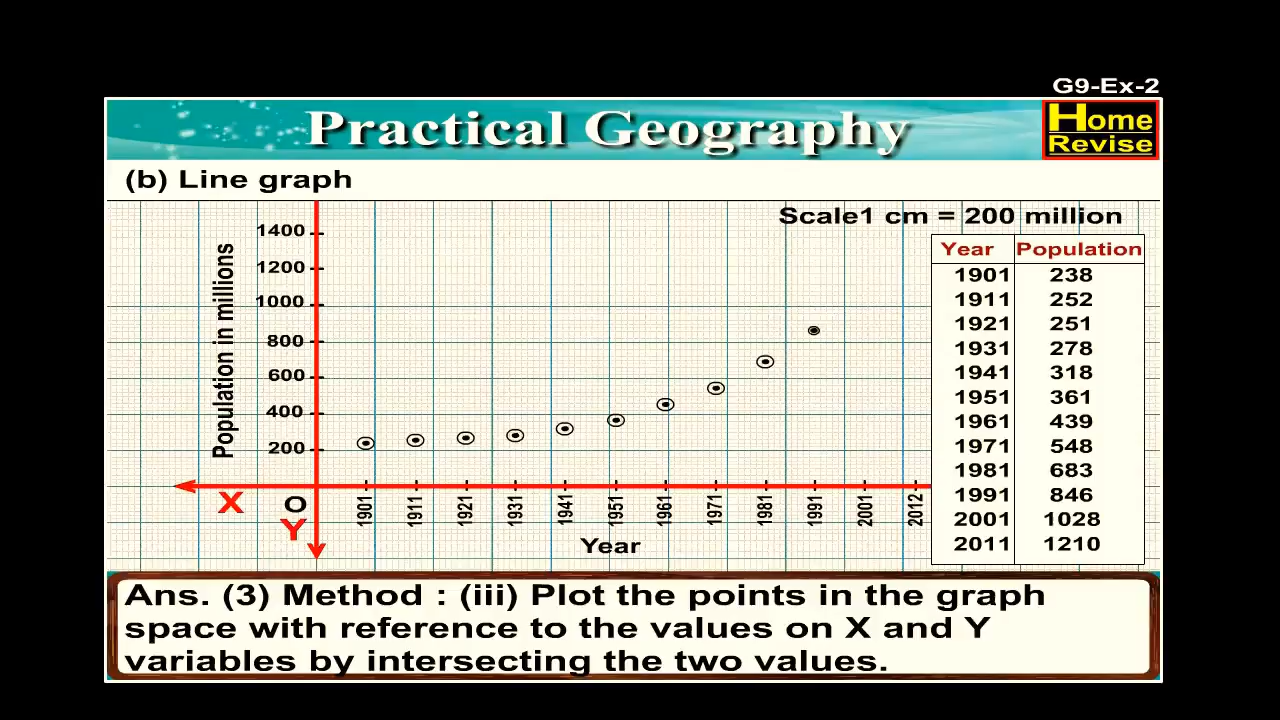 G9-Ex-2
Practical Geography
Home
Revise
(b) Line graph
Scale1 cm = 200 million
Population in millions
1400
1200
1000
800
600
400
200
X
O
Y
1901 1911 1921 1931 1941 1951 1961 1971 1981 1991 2001 2012
Year
Year Population
1901 238
1911 252
1921 251
1931 278
1941 318
1951 361
1961 439
1971 548
1981 683
1991 846
2001 1028
2011 1210
Ans. (3) Method : (iii) Plot the points in the graph
space with reference to the values on X and Y
variables by intersecting the two values.